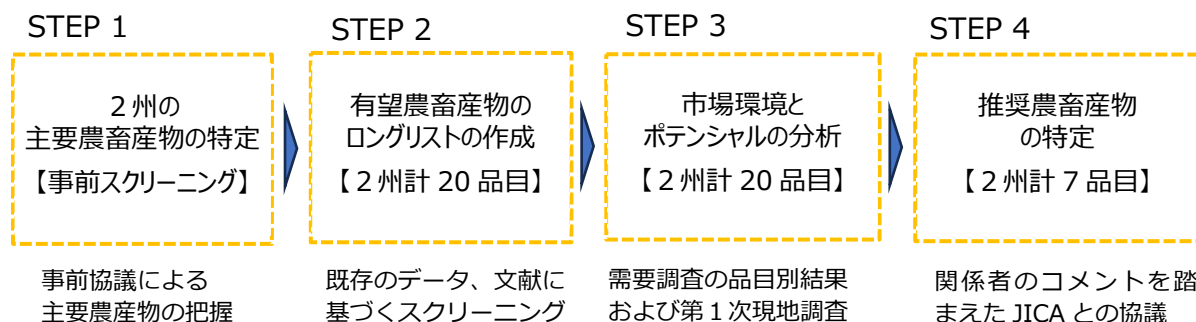 STEP 1
2州の
主要農畜産物の特定
【事前スクリーニング】
事前協議による
主要農産物の把握
STEP 2
有望農畜産物の
ロングリストの作成
【2州計 20 品目】
既存のデータ、文献に
基づくスクリーニング
STEP 3
市場環境と
ポテンシャルの分析
【2州計 20 品目】
需要調査の品目別結果
および第1次現地調査
STEP 4
推奨農畜産物
の特定
【2州計 7 品目】
関係者のコメントを踏
まえた JICA との協議